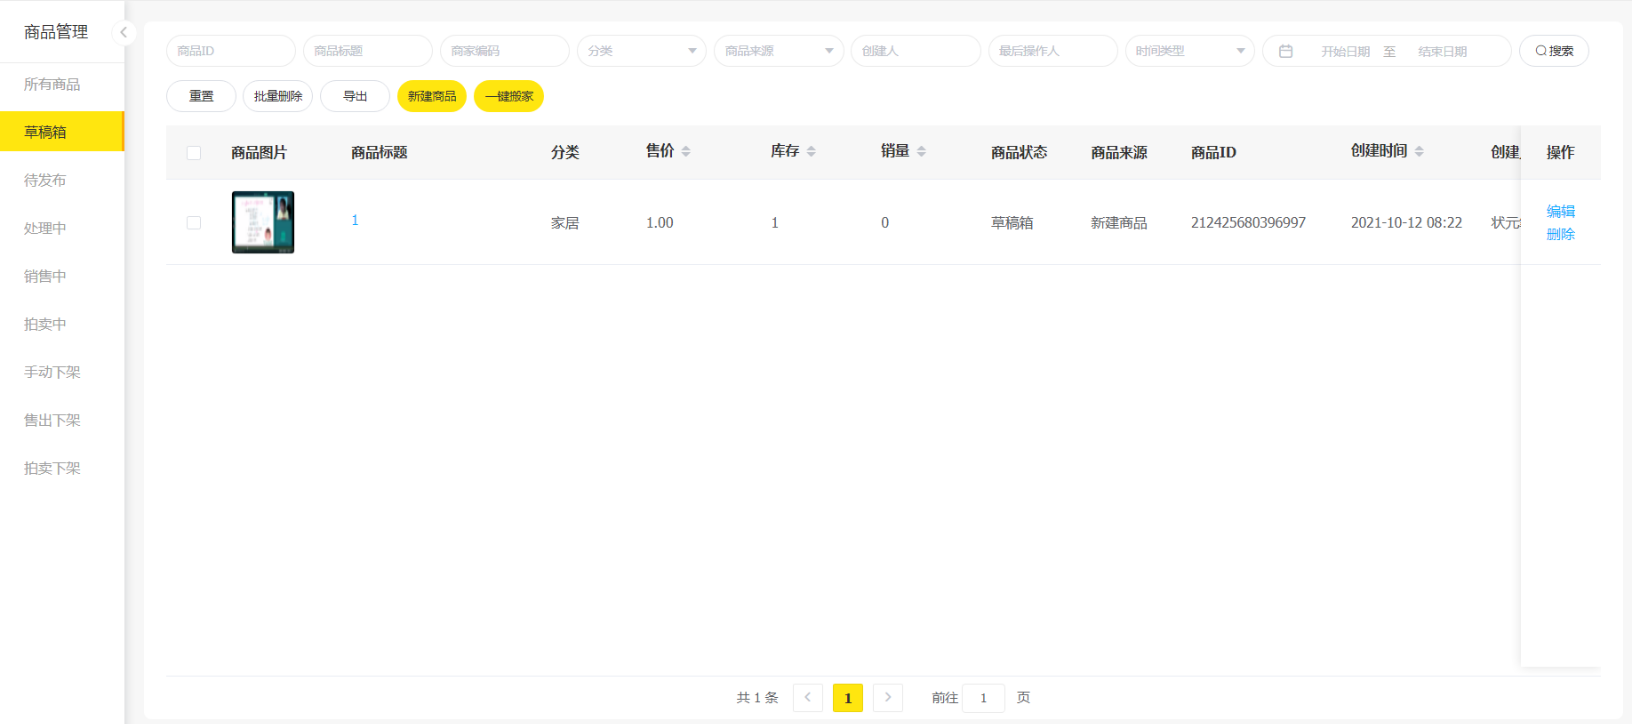 商品管理
所有商品
草稿箱
待发布
处理中
销售中
拍卖中
手动下架
售出下架
拍卖下架
商品ID 商品标题 商家编码 分类 商品来源 创建人 最后操作人 时间类型 开始日期 至 结束日期 搜索
重置 批量删除 导出 新建商品 一键搬家
商品图片 商品标题 分类 售价 库存 销量 商品状态 商品来源 商品ID 创建时间 创建 操作
1 家居 1.00 1 0 草稿箱 新建商品 212425680396997 2021-10-12 08:22 状元 编辑
删除
共 1 条 1 前往 1 页